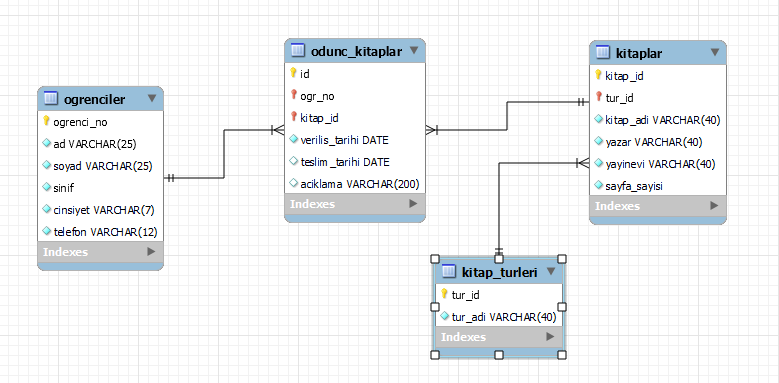 ogrenciler
ogrenci_no
ad VARCHAR(25)
soyad VARCHAR(25)
sinif
cinsiyet VARCHAR(7)
telefon VARCHAR(12)
Indexes
odunc_kitaplar
id
ogr_no
kitap_id
verilis_tarihi DATE
teslim_tarihi DATE
aciklama VARCHAR(200)
Indexes
kitaplar
kitap_id
tur_id
kitap_adi VARCHAR(40)
yazar VARCHAR(40)
yayinevi VARCHAR(40)
sayfa_sayisi
Indexes
kitap_turleri
tur_id
tur_adi VARCHAR(40)
Indexes